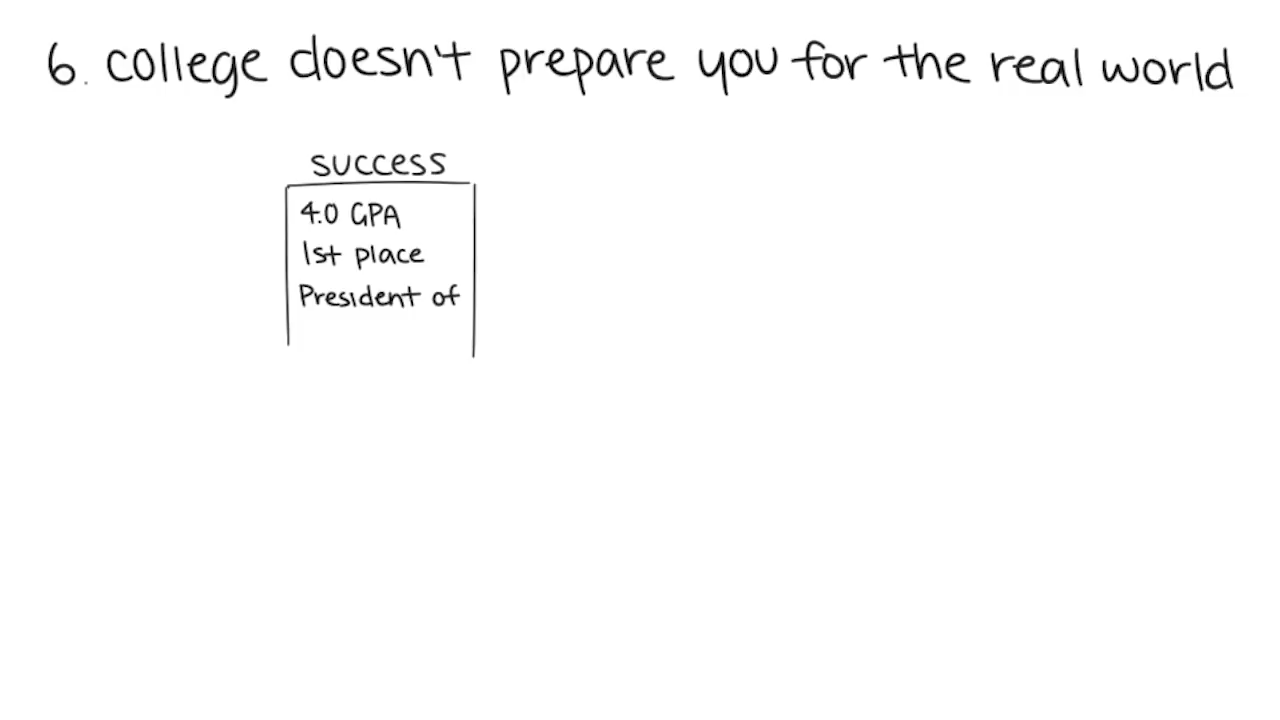 6. college doesn't prepare you for the real world
success
4.0 GPA
1st place
President of